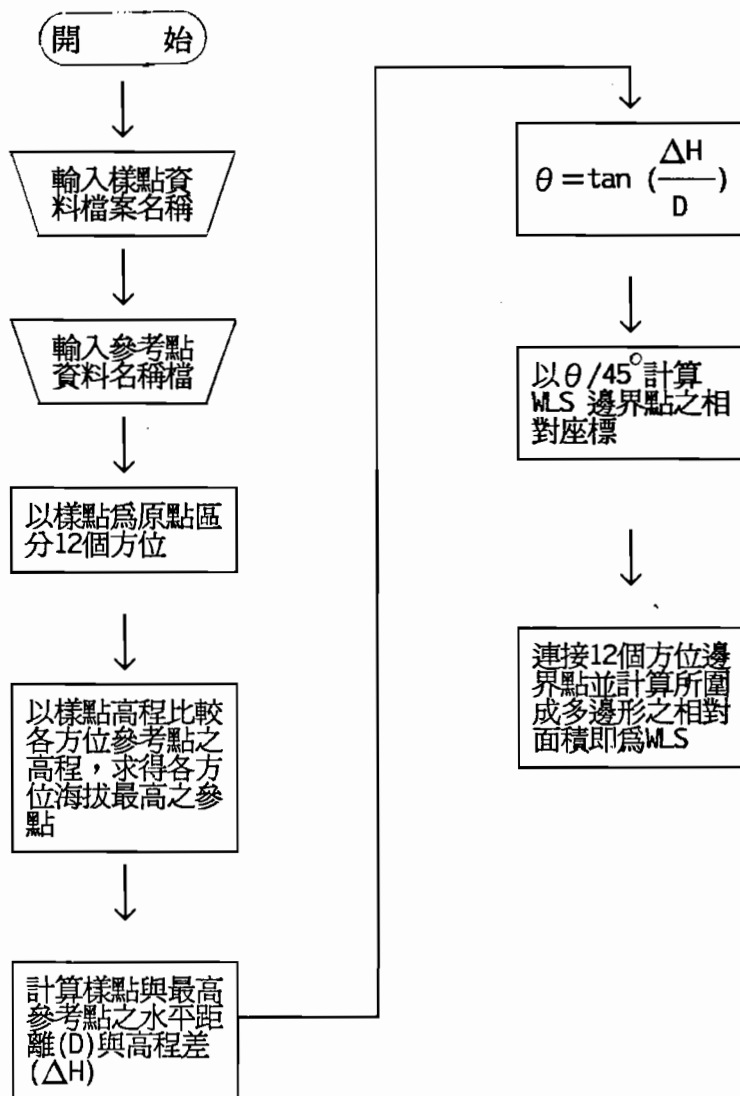 開 始
輸入樣點資
料檔案名稱
輸入參考點
資料名稱檔
以樣點爲原點區
分12個方位
以樣點高程比較
各方位參考點之
高程，求得各方
位海拔最高之參
點
計算樣點與最高
參考點之水平距
離(D)與高程差
(△H)
θ=tan (△H/D)
以θ/45°計算
WLS 邊界點之相
對座標
連接12個方位邊
界點並計算所圍
成多邊形之相對
面積即爲WLS